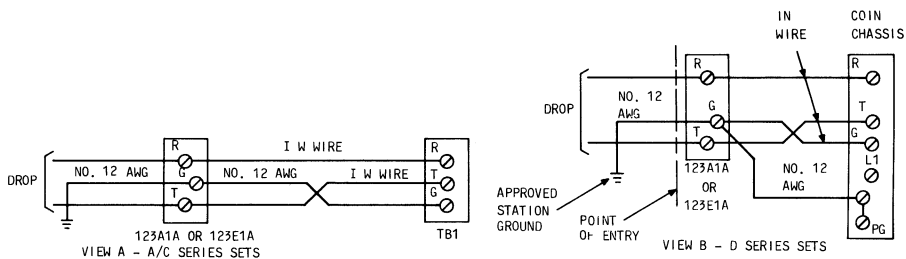 R
I W WIRE
R
DROP
NO. 12 AWG
G
NO. 12 AWG
I W WIRE
T
T
G
123A1A OR 123E1A
TB1
VIEW A - A/C SERIES SETS
IN
WIRE
COIN
CHASSIS
R
R
DROP
NO. 12
AWG
G
T
T
G
L1
123A1A
OR
123E1A
NO. 12
AWG
APPROVED
STATION
GROUND
POINT
OF ENTRY
PG
VIEW B - D SERIES SETS